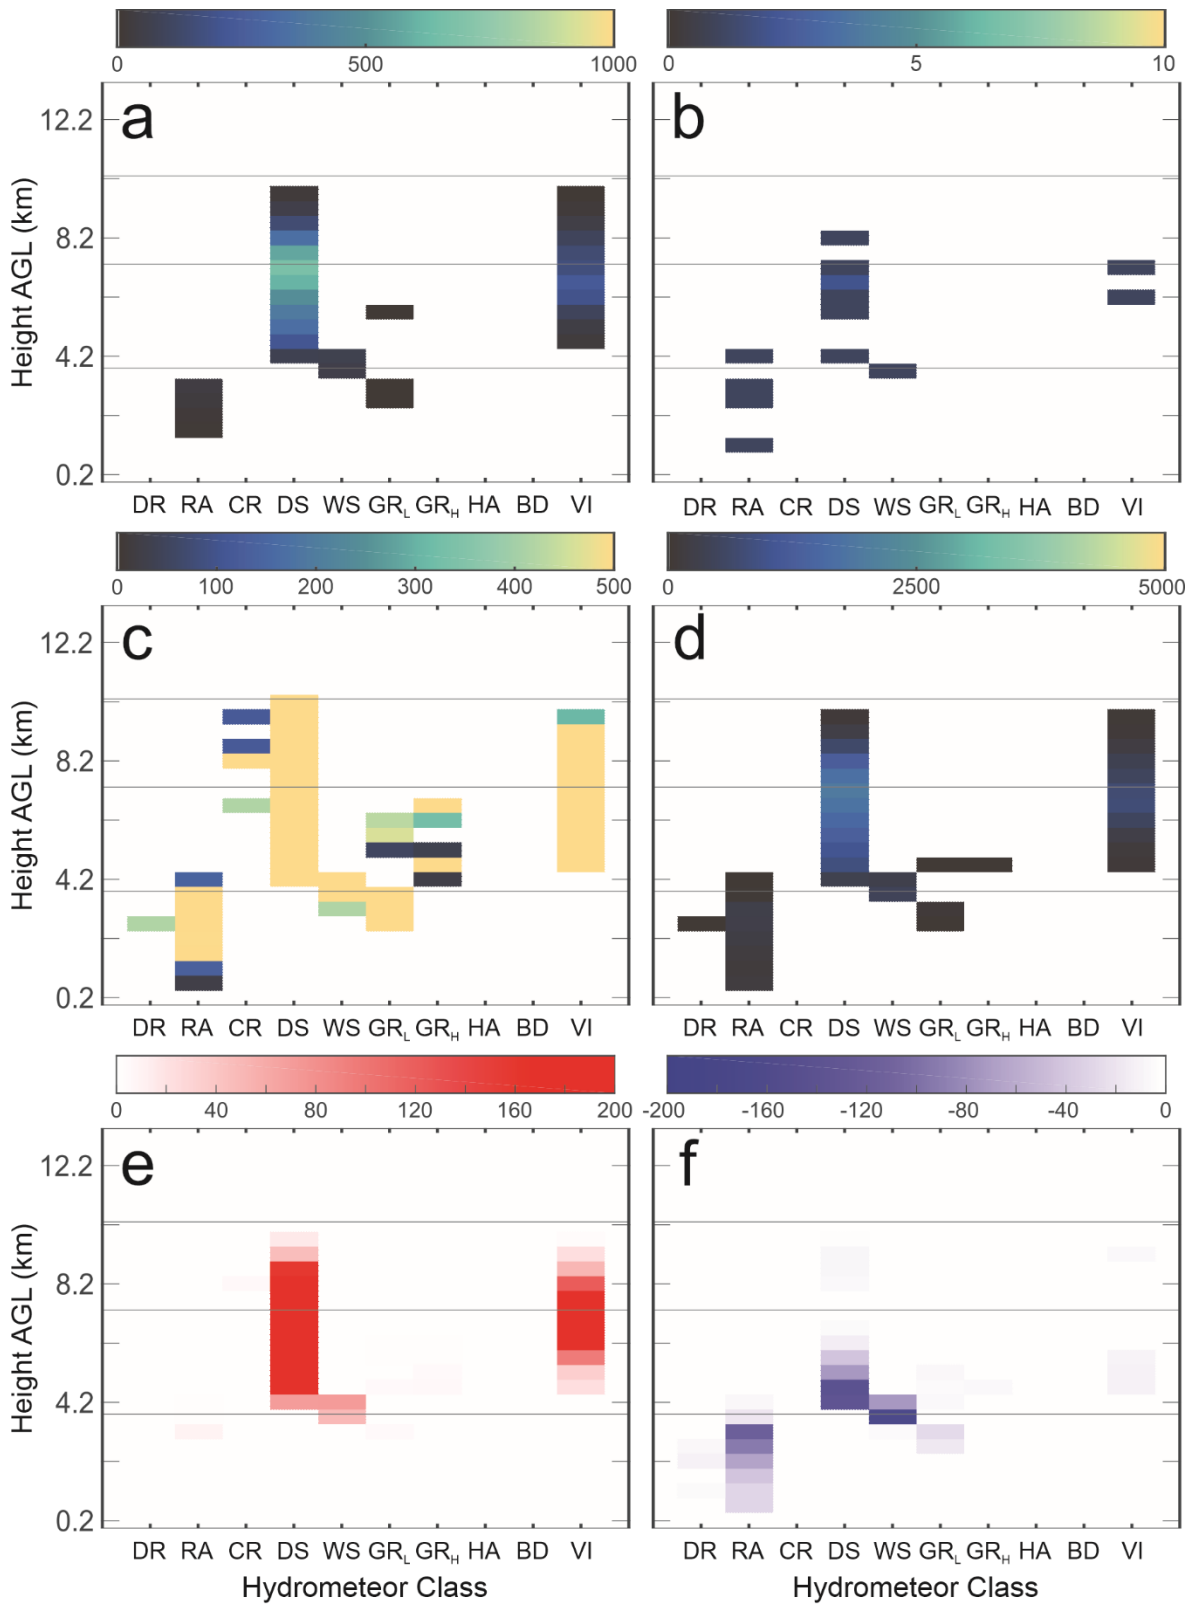 0 500 1000
0 5 10
a
b
12.2
8.2
4.2
0.2
Height AGL (km)
DR RA CR DS WS GRL GRH HA BD VI
DR RA CR DS WS GRL GRH HA BD VI
0 100 200 300 400 500
0 2500 5000
c
d
12.2
8.2
4.2
0.2
Height AGL (km)
DR RA CR DS WS GRL GRH HA BD VI
DR RA CR DS WS GRL GRH HA BD VI
0 40 80 120 160 200
-200 -160 -120 -80 -40 0
e
f
12.2
8.2
4.2
0.2
Height AGL (km)
DR RA CR DS WS GRL GRH HA BD VI
DR RA CR DS WS GRL GRH HA BD VI
Hydrometeor Class
Hydrometeor Class